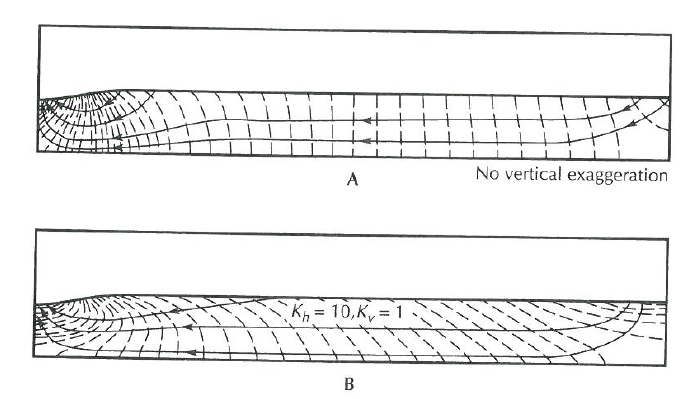 A
No vertical exaggeration
Kh = 10, Kv = 1
B